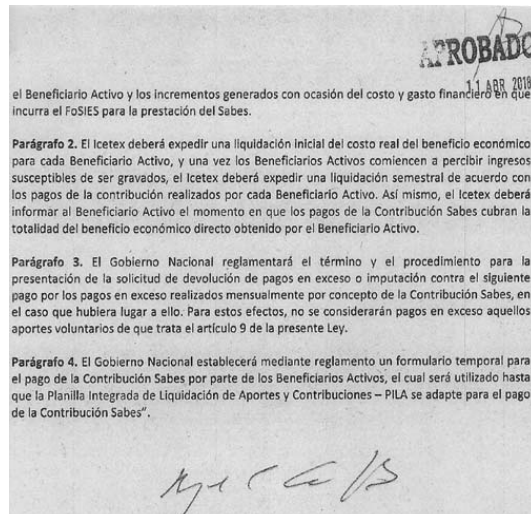 APROBADO
11 ABR 2018
el Beneficiario Activo y los incrementos generados con ocasión del costo y gasto financiero en que
incurra el FoSIES para la prestación del Sabes.
Parágrafo 2. El Icetex deberá expedir una liquidación inicial del costo real del beneficio económico
para cada Beneficiario Activo, y una vez los Beneficiarios Activos comiencen a percibir ingresos
susceptibles de ser gravados, el Icetex deberá expedir una liquidación semestral de acuerdo con
los pagos de la contribución realizados por cada Beneficiario Activo. Así mismo, el Icetex deberá
informar al Beneficiario Activo el momento en que los pagos de la Contribución Sabes cubran la
totalidad del beneficio económico directo obtenido por el Beneficiario Activo.
Parágrafo 3. El Gobierno Nacional reglamentará el término y el procedimiento para la
presentación de la solicitud de devolución de pagos en exceso o imputación contra el siguiente
pago por los pagos en exceso realizados mensualmente por concepto de la Contribución Sabes, en
el caso que hubiera lugar a ello. Para estos efectos, no se considerarán pagos en exceso aquellos
aportes voluntarios de que trata el artículo 9 de la presente Ley.
Parágrafo 4. El Gobierno Nacional establecerá mediante reglamento un formulario temporal para
el pago de la Contribución Sabes por parte de los Beneficiarios Activos, el cual será utilizado hasta
que la Planilla Integrada de Liquidación de Aportes y Contribuciones – PILA se adapte para el pago
de la Contribución Sabes”.